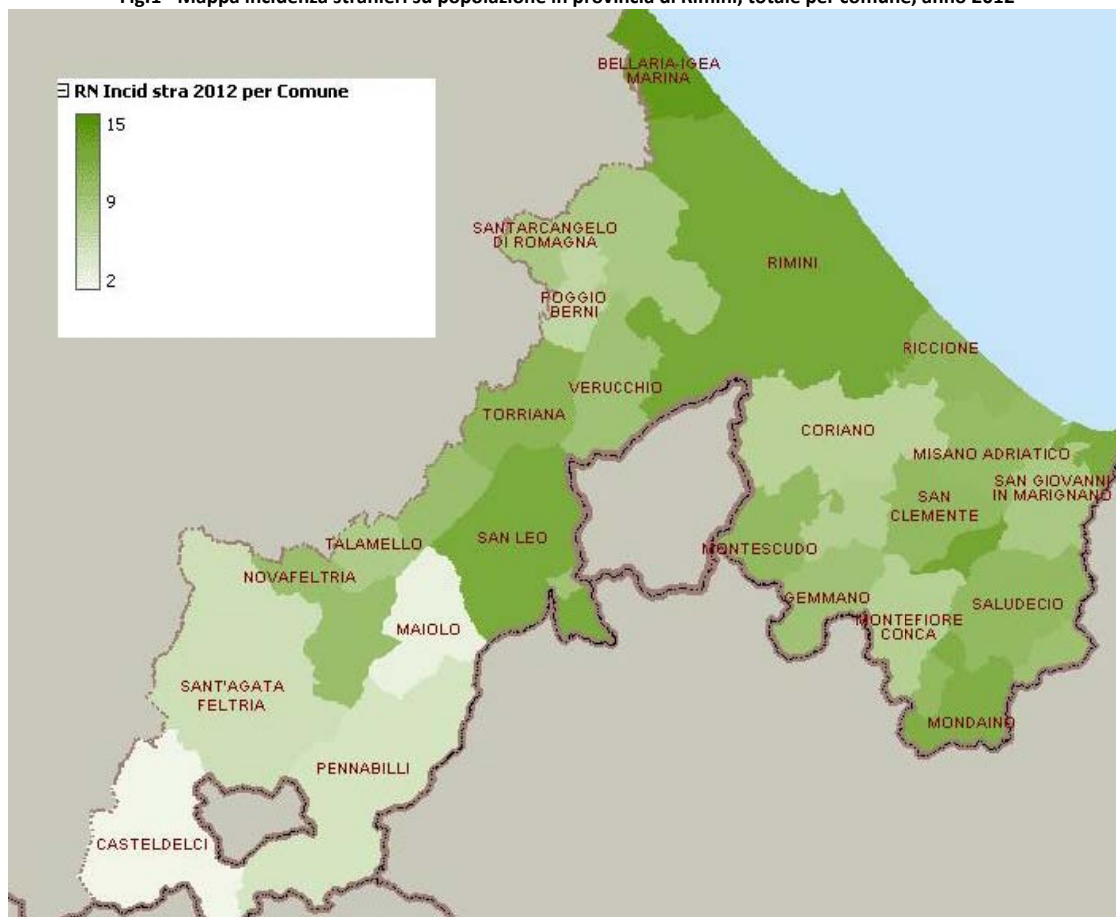 Fig.1 - Mappa incidenza stranieri su popolazione in provincia di Rimini, totale per comune, anno 2012
RN Incid stra 2012 per Comune
15
9
2
BELLARIA-IGEA
MARINA
SANTARCANGELO
DI ROMAGNA
RIMINI
POGGIO
BERNI
RICCIONE
VERUCCHIO
TORRIANA
CORIANO
MISANO ADRIATICO
SAN GIOVANNI
IN MARIGNANO
SAN
CLEMENTE
SAN LEO
TALAMELLO
MONTESCUDO
NOVAFELTRIA
GEMMANO
SALUDECIO
MONTEFIORE
CONCA
MAIOLO
SANT'AGATA
FELTRIA
MONDAINO
PENNABILLI
CASTELDELCI